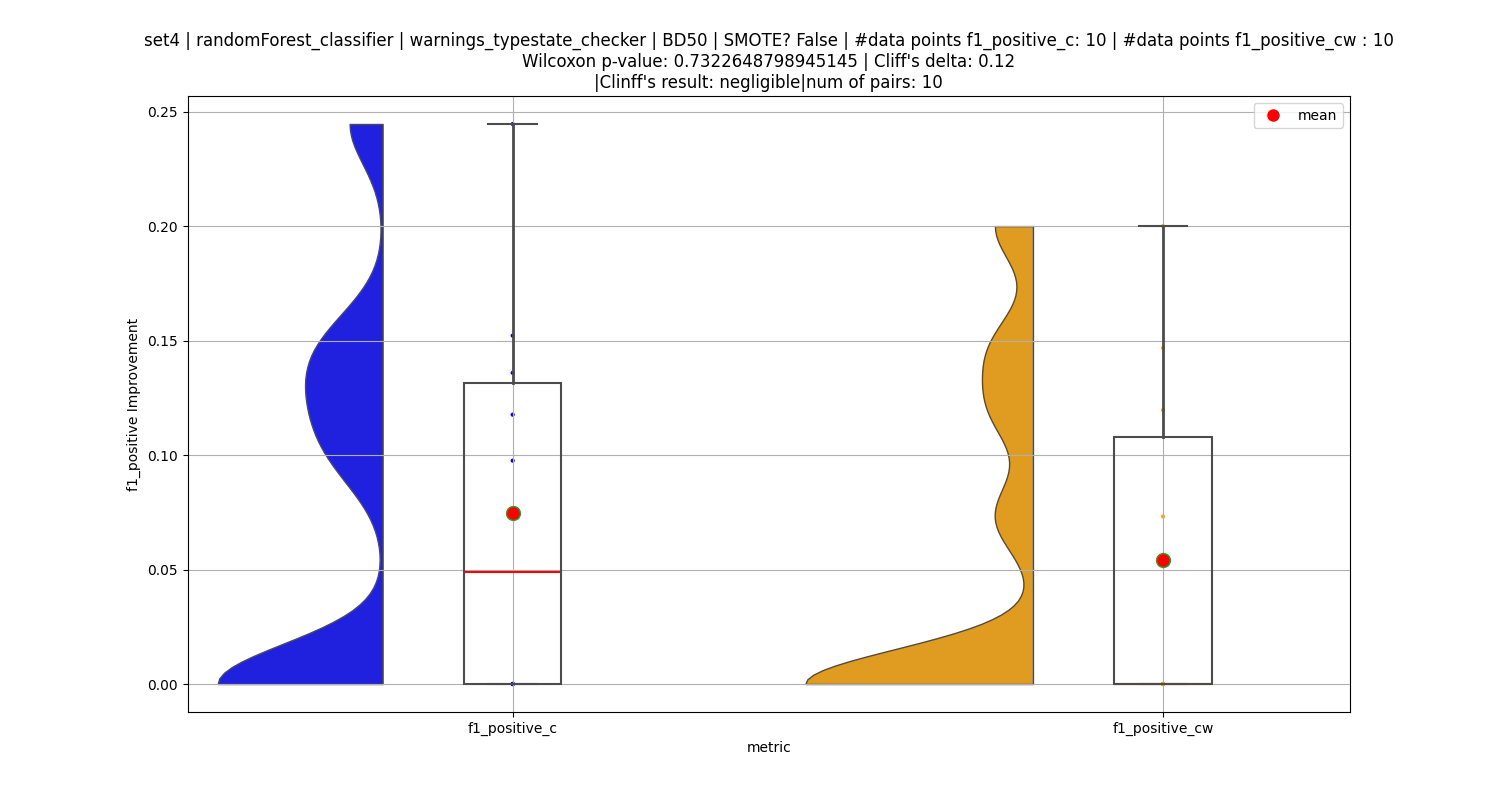 set4 | randomForest_classifier | warnings_typestate_checker | BD50 | SMOTE? False | #data points f1_positive_c: 10 | #data points f1_positive_cw : 10
Wilcoxon p-value: 0.7322648798945145 | Cliff's delta: 0.12
|Clinff's result: negligible|num of pairs: 10
mean
0.25
0.20
0.15
0.10
0.05
0.00
f1_positive Improvement
f1_positive_c
f1_positive_cw
metric